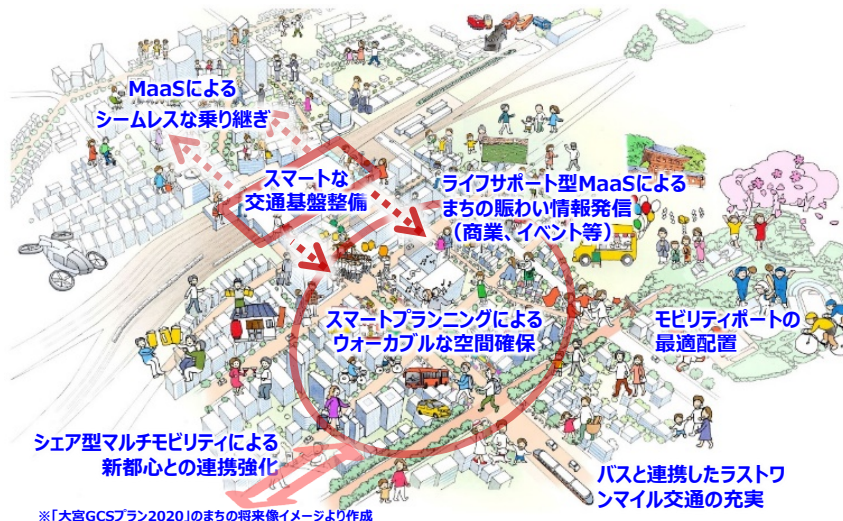 MaaSによる
シームレスな乗り継ぎ
スマートな
交通基盤整備
ライフサポート型MaaSによる
まちの賑わい情報発信
(商業、イベント等)
スマートプランニングによる
ウォーカブルな空間確保
モビリティポートの
最適配置
シェア型マルチモビリティによる
新都心との連携強化
バスと連携したラストワ
ンマイル交通の充実
※「大宮GCSプラン2020」のまちの将来像イメージより作成